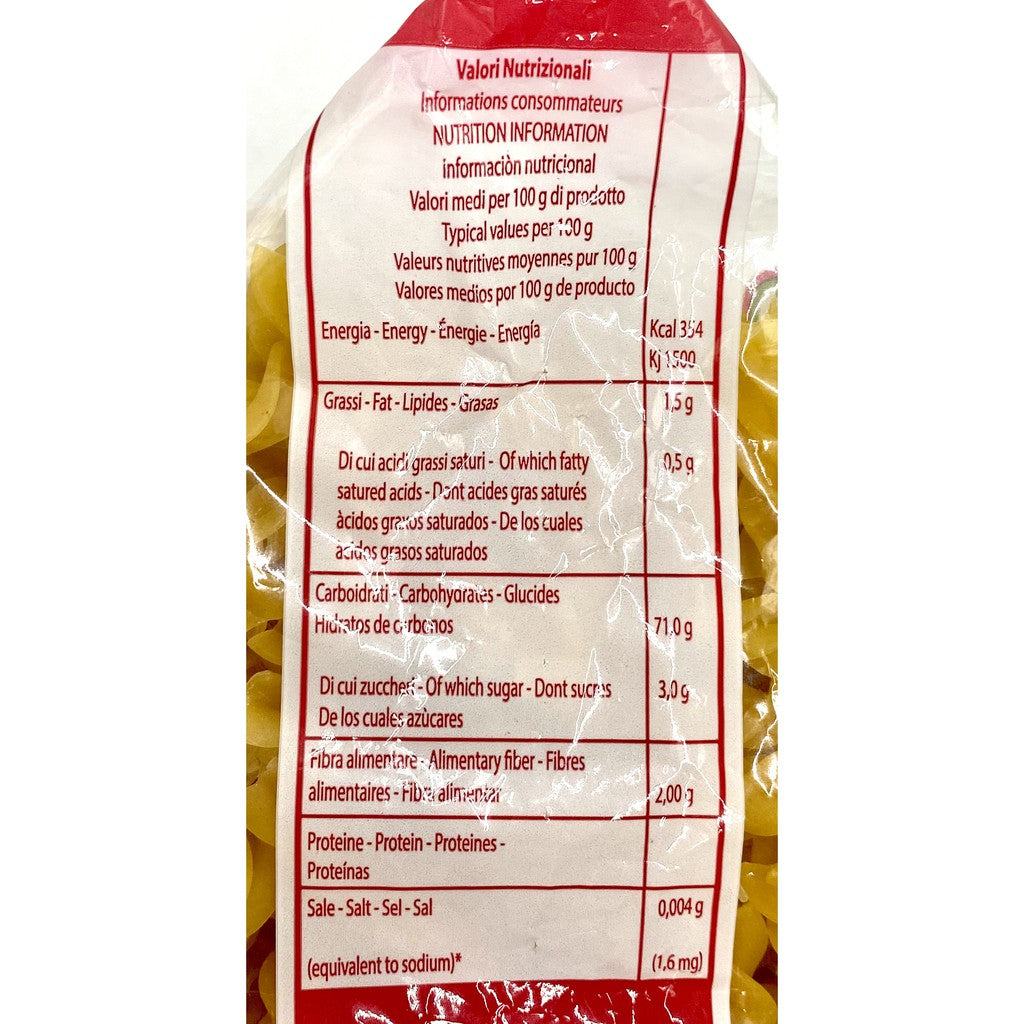 Valori Nutrizionali
Informations consommateurs
NUTRITION INFORMATION
informaciòn nutricional
Valori medi per 100 g di prodotto
Typical values per 100 g
Valeurs nutritives moyennes pur 100 g
Valores medios por 100 g de producto
Energia - Energy - Énergie - Energía Kcal 354
Kj 1500
Grassi - Fat - Lipides - Grasas 1,5 g
Di cui acidi grassi saturi - Of which fatty 0,5 g
satured acids - Dont acides gras saturés
àcidos graxos saturados - De los cuales
acidos grasos saturados
Carboidrati - Carbohydrates - Glucides
Hidratos de carbonos 71,0 g
Di cui zuccheri - Of which sugar - Dont sucres 3,0 g
De los cuales azùcares
Fibra alimentare - Alimentary fiber - Fibres
alimentaires - Fibra alimentar 2,00 g
Proteine - Protein - Proteines -
Proteínas
Sale - Salt - Sel - Sal 0,004 g
(equivalent to sodium)* (1,6 mg)